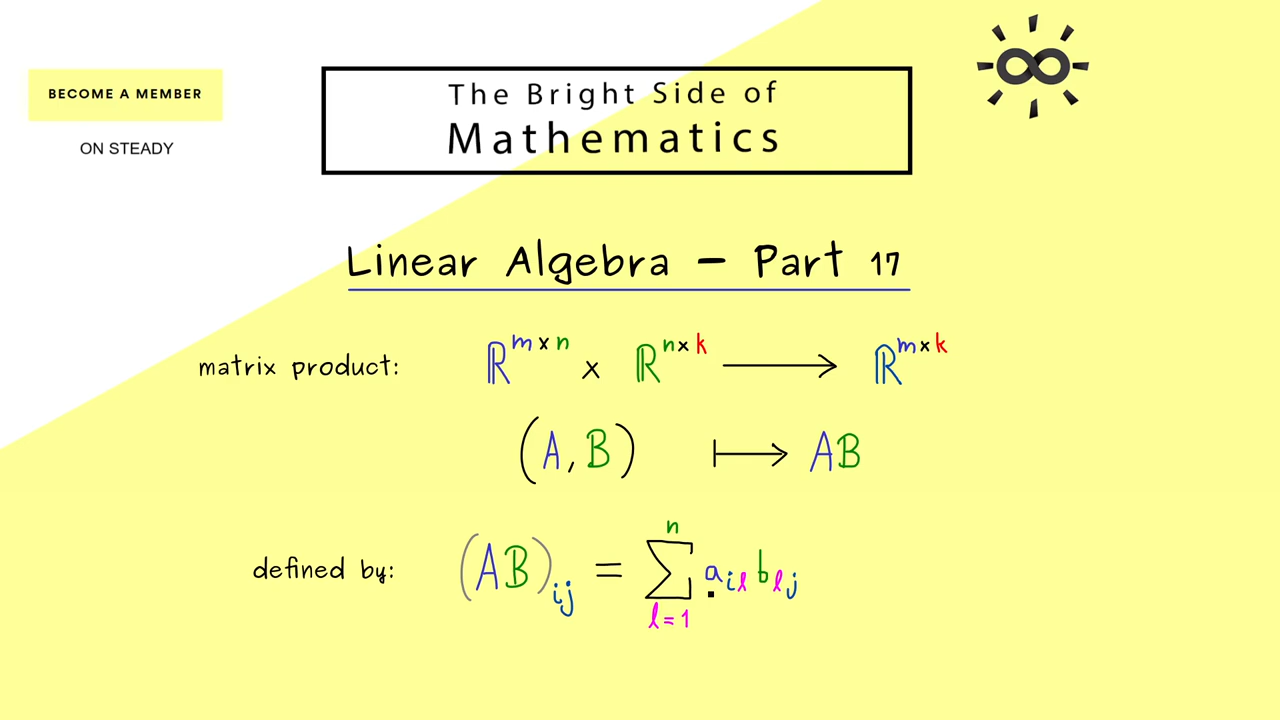 BECOME A MEMBER
ON STEADY
The Bright Side of
Mathematics
Linear Algebra – Part 17
matrix product: ℝ^{m×n} × ℝ^{n×k} ⟶ ℝ^{m×k}
(A, B) ⟼ AB
defined by: (AB)_{ij} = ∑_{l=1}^{n} a_{il} b_{lj}